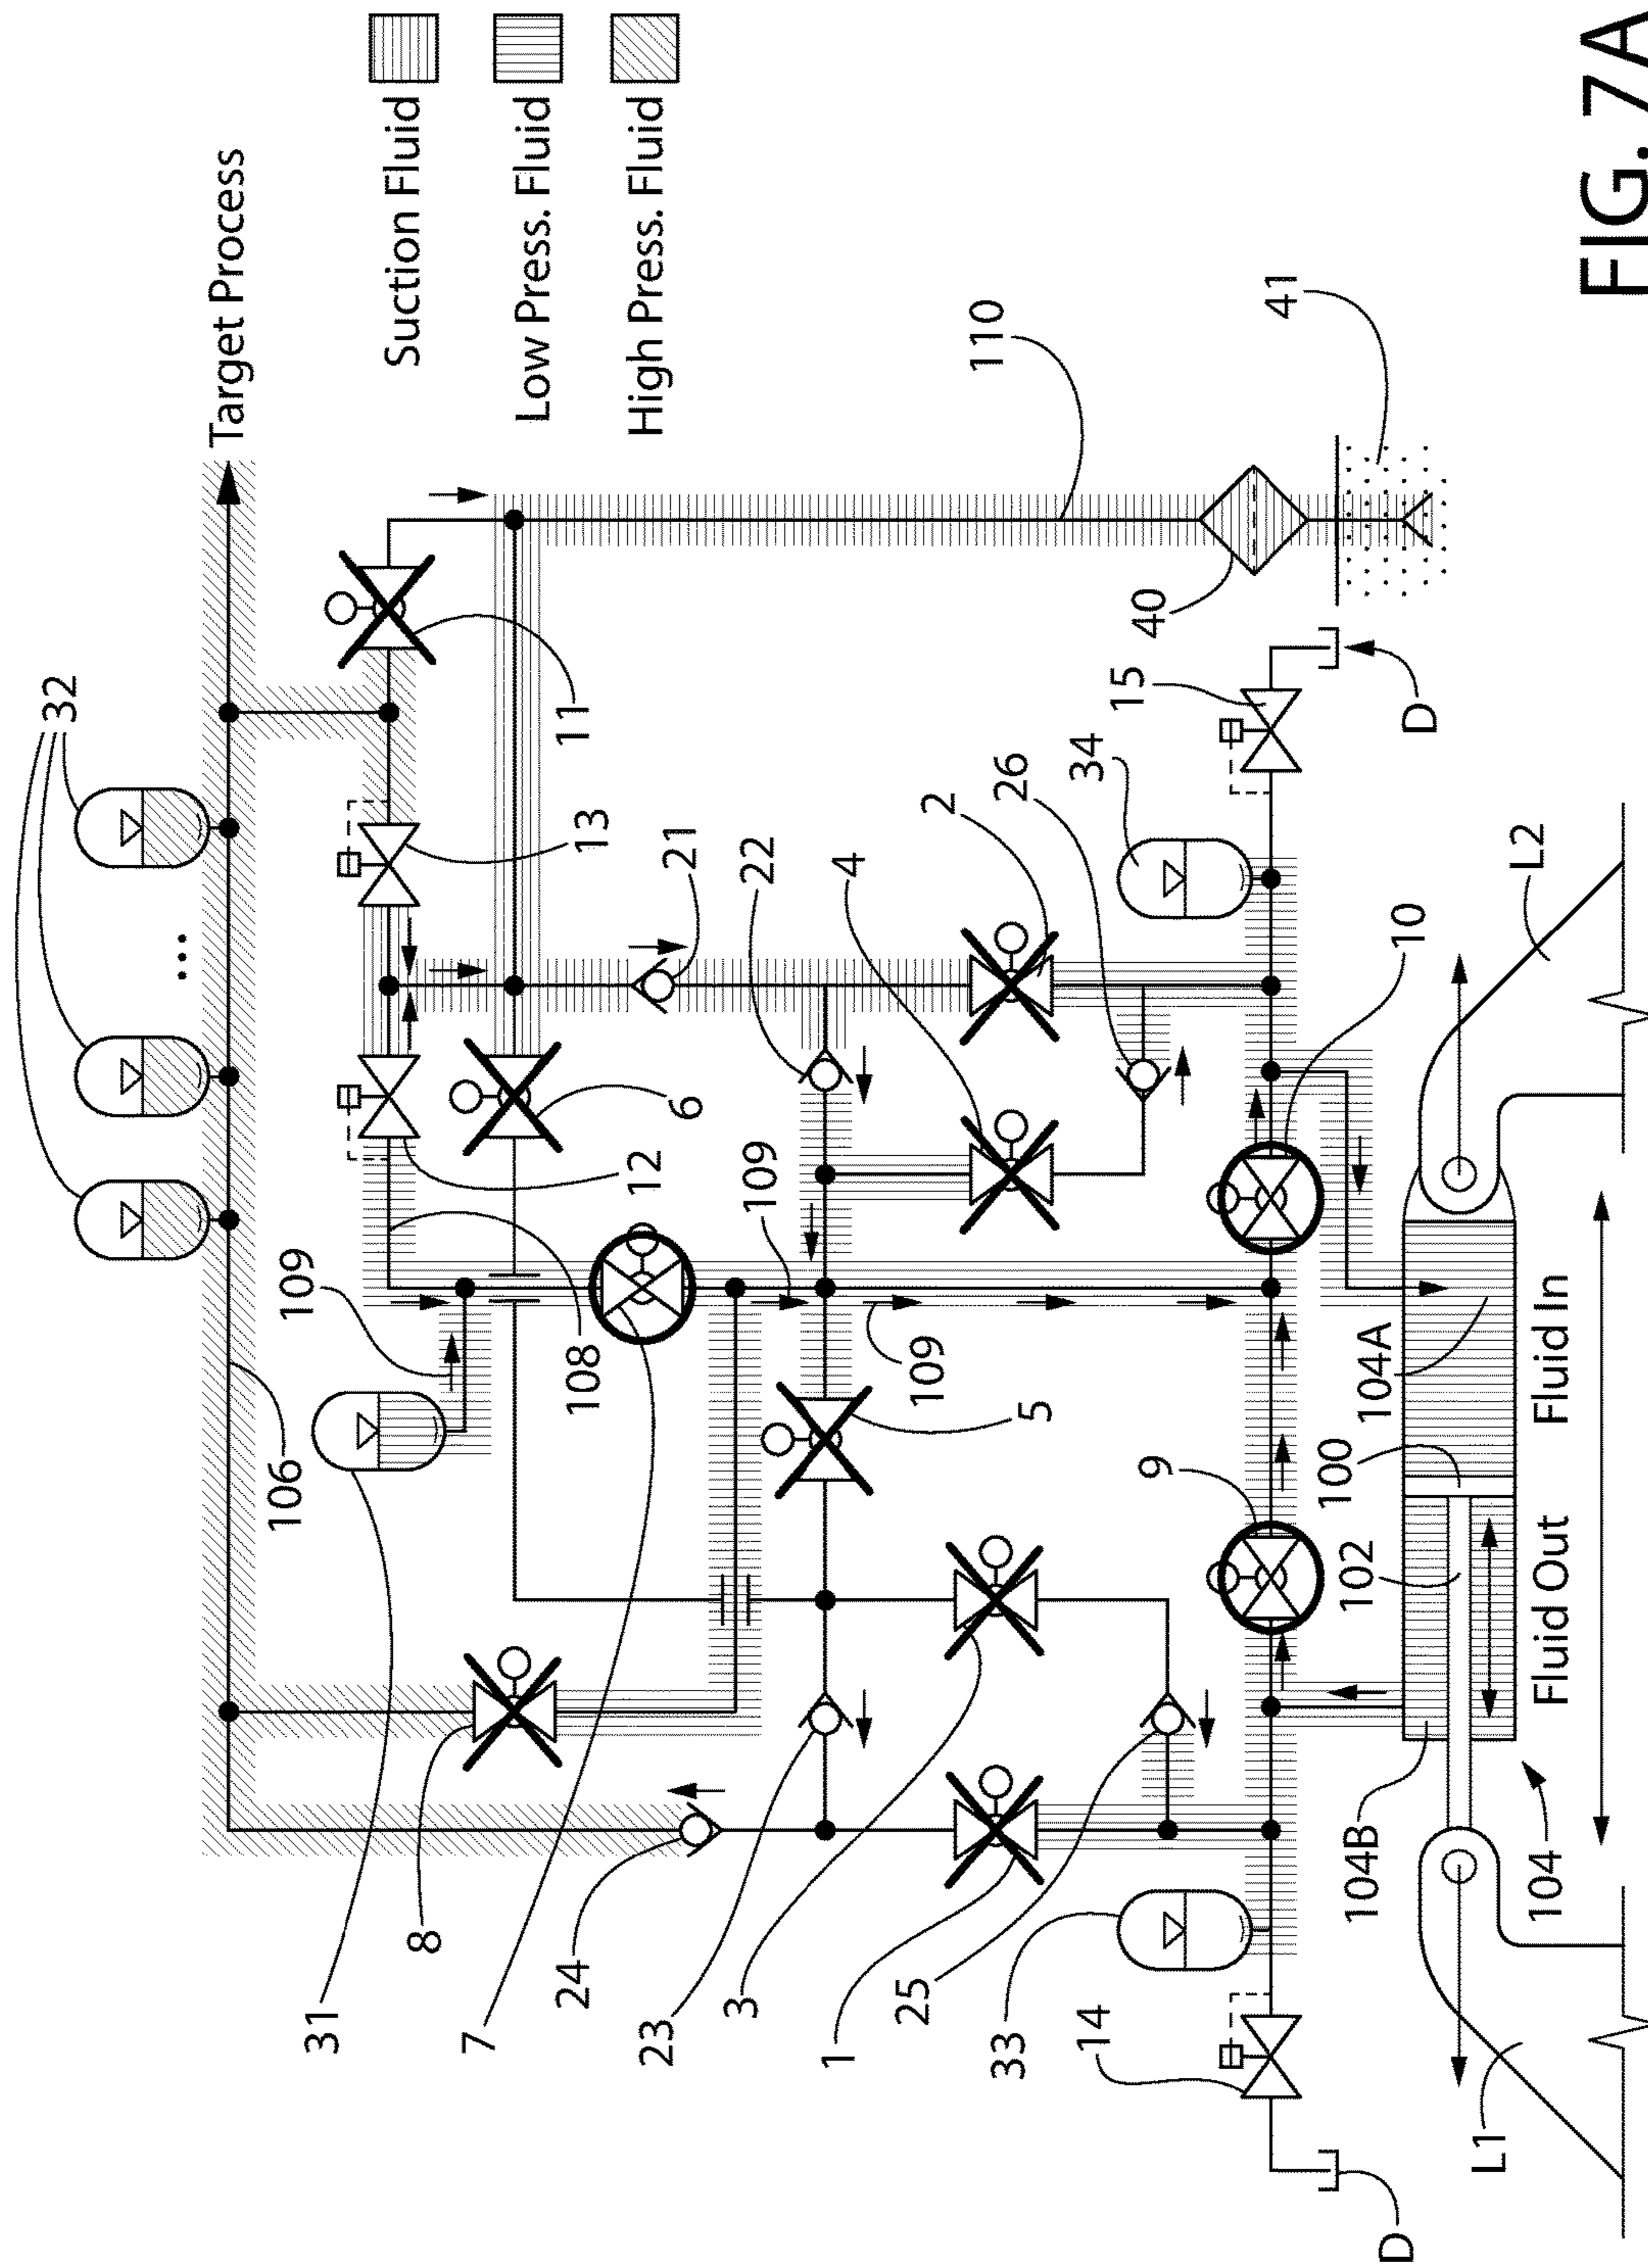 Target Process
Suction Fluid
Low Press. Fluid
High Press. Fluid
32
...
106
31
109
108
12
6
13
11
8
7
24
23
3
1
25
33
14
D
5
109
109
21
22
4
2
26
34
15
D
40
110
41
9
10
102
100
104A
104B
104
Fluid Out
Fluid In
L1
L2
FIG. 7A